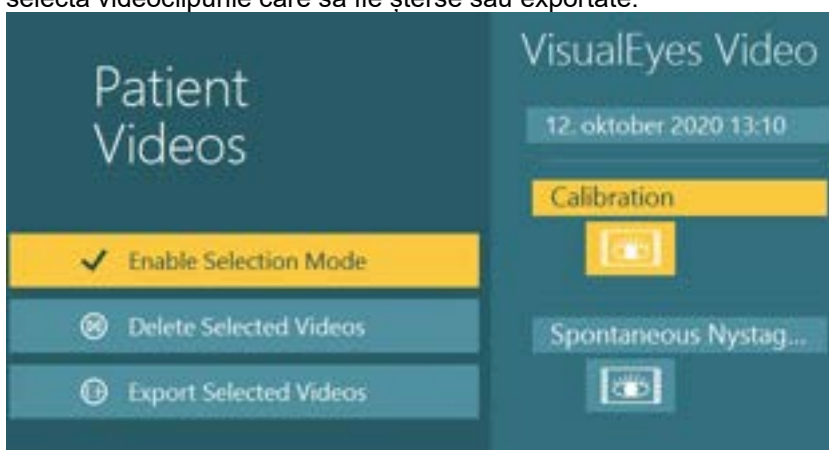 selecta videoclipurile care să fie șterse sau exportate.
Patient
Videos
Enable Selection Mode
Delete Selected Videos
Export Selected Videos
VisualEyes Video
12. oktober 2020 13:10
Calibration
Spontaneous Nystag...